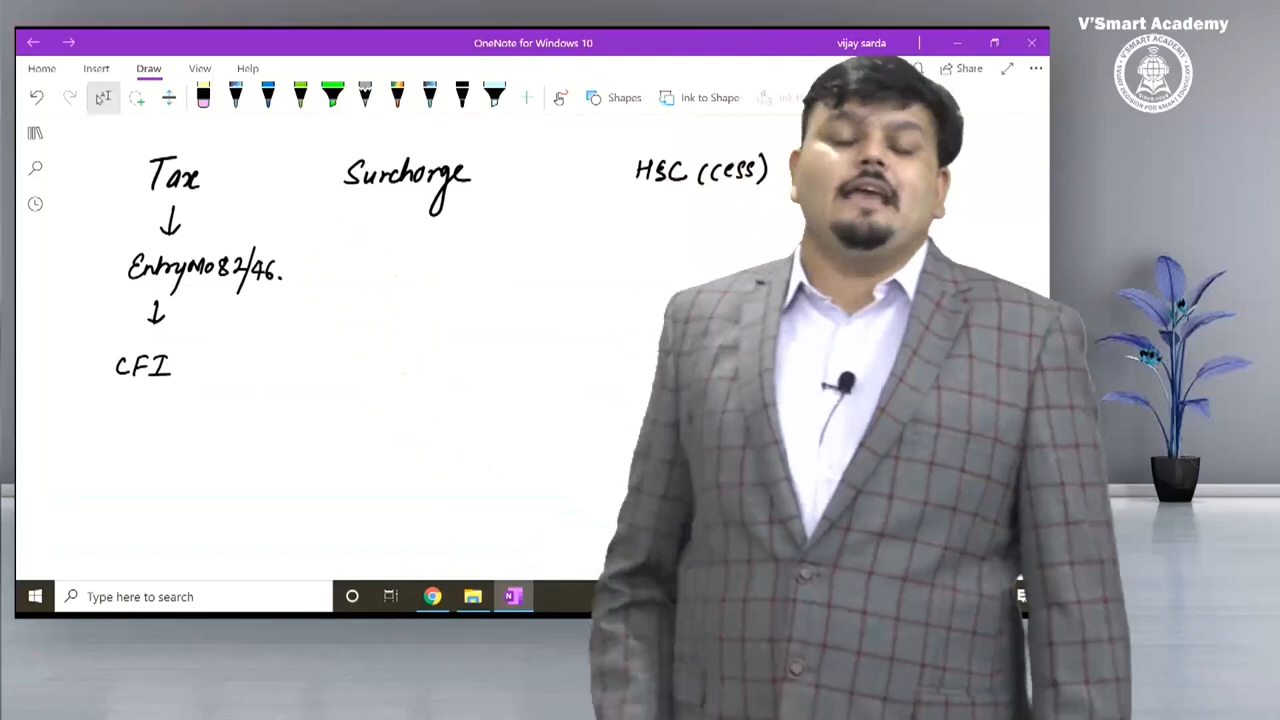 V'Smart Academy
OneNote for Windows 10
vijay sarda
Home Insert Draw View Help
Share
Shapes
Ink to Shape
Tax Surcharge H&C (cess)
Entry No 82/46.
CFI
Type here to search